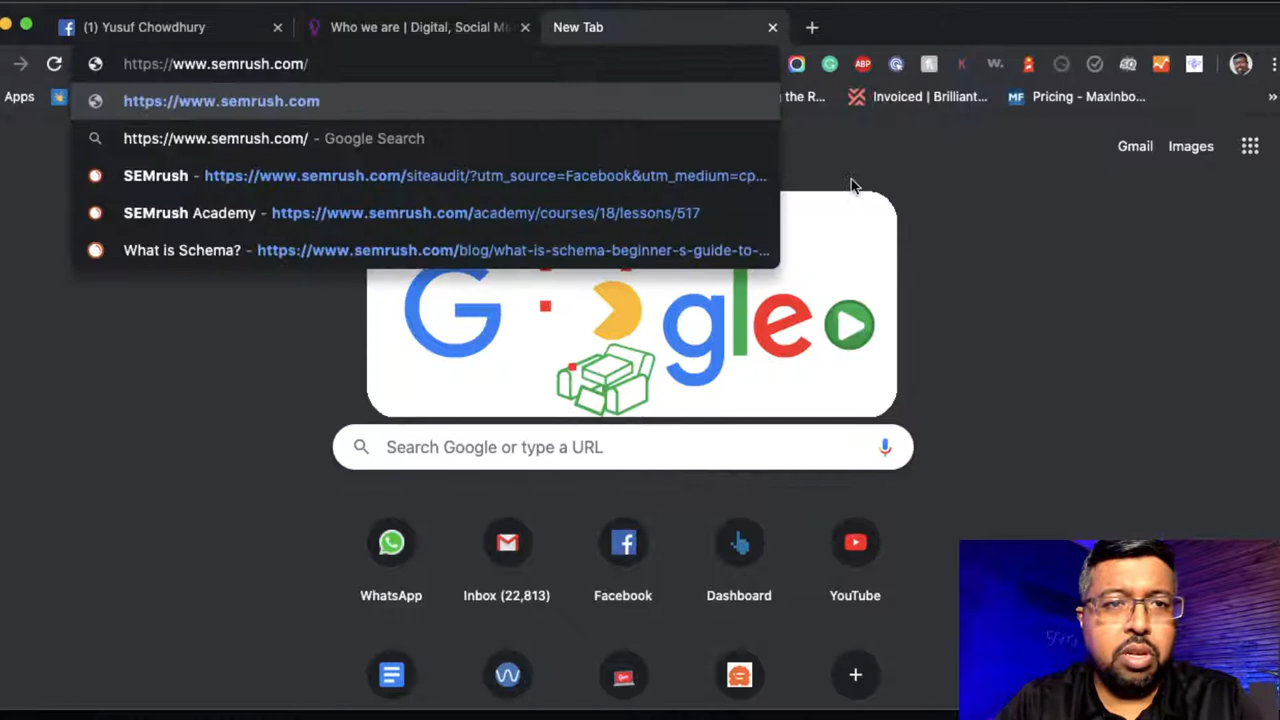 (1) Yusuf Chowdhury
Who we are | Digital, Social Me
New Tab
https://www.semrush.com/
ABP
K
w.
Apps
https://www.semrush.com
https://www.semrush.com/ - Google Search
SEMrush - https://www.semrush.com/siteaudit/?utm_source=Facebook&utm_medium=cp...
SEMrush Academy - https://www.semrush.com/academy/courses/18/lessons/517
What is Schema? - https://www.semrush.com/blog/what-is-schema-beginner-s-guide-to-...
g the R...
Invoiced | Brilliant...
MF Pricing - MaxInbo...
»
Gmail Images
G gle
Search Google or type a URL
WhatsApp
Inbox (22,813)
Facebook
Dashboard
YouTube